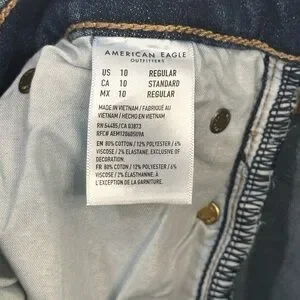 AMERICAN EAGLE
OUTFITTERS
US 10 REGULAR
CA 10 STANDARD
MX 10 REGULAR
MADE IN VIETNAM / FABRIQUÉ AU
VIETNAM / HECHO EN VIETNAM
RN 54485/CA 03873
RFC# AEM12060509A
EN 80% COTTON / 12% POLYESTER / 6%
VISCOSE / 2% ELASTANE, EXCLUSIVE OF
DECORATION.
FR 80% COTON / 12% POLYESTER / 6%
VISCOSE / 2% ÉLASTHANNE, À
L'EXCEPTION DE LA GARNITURE.